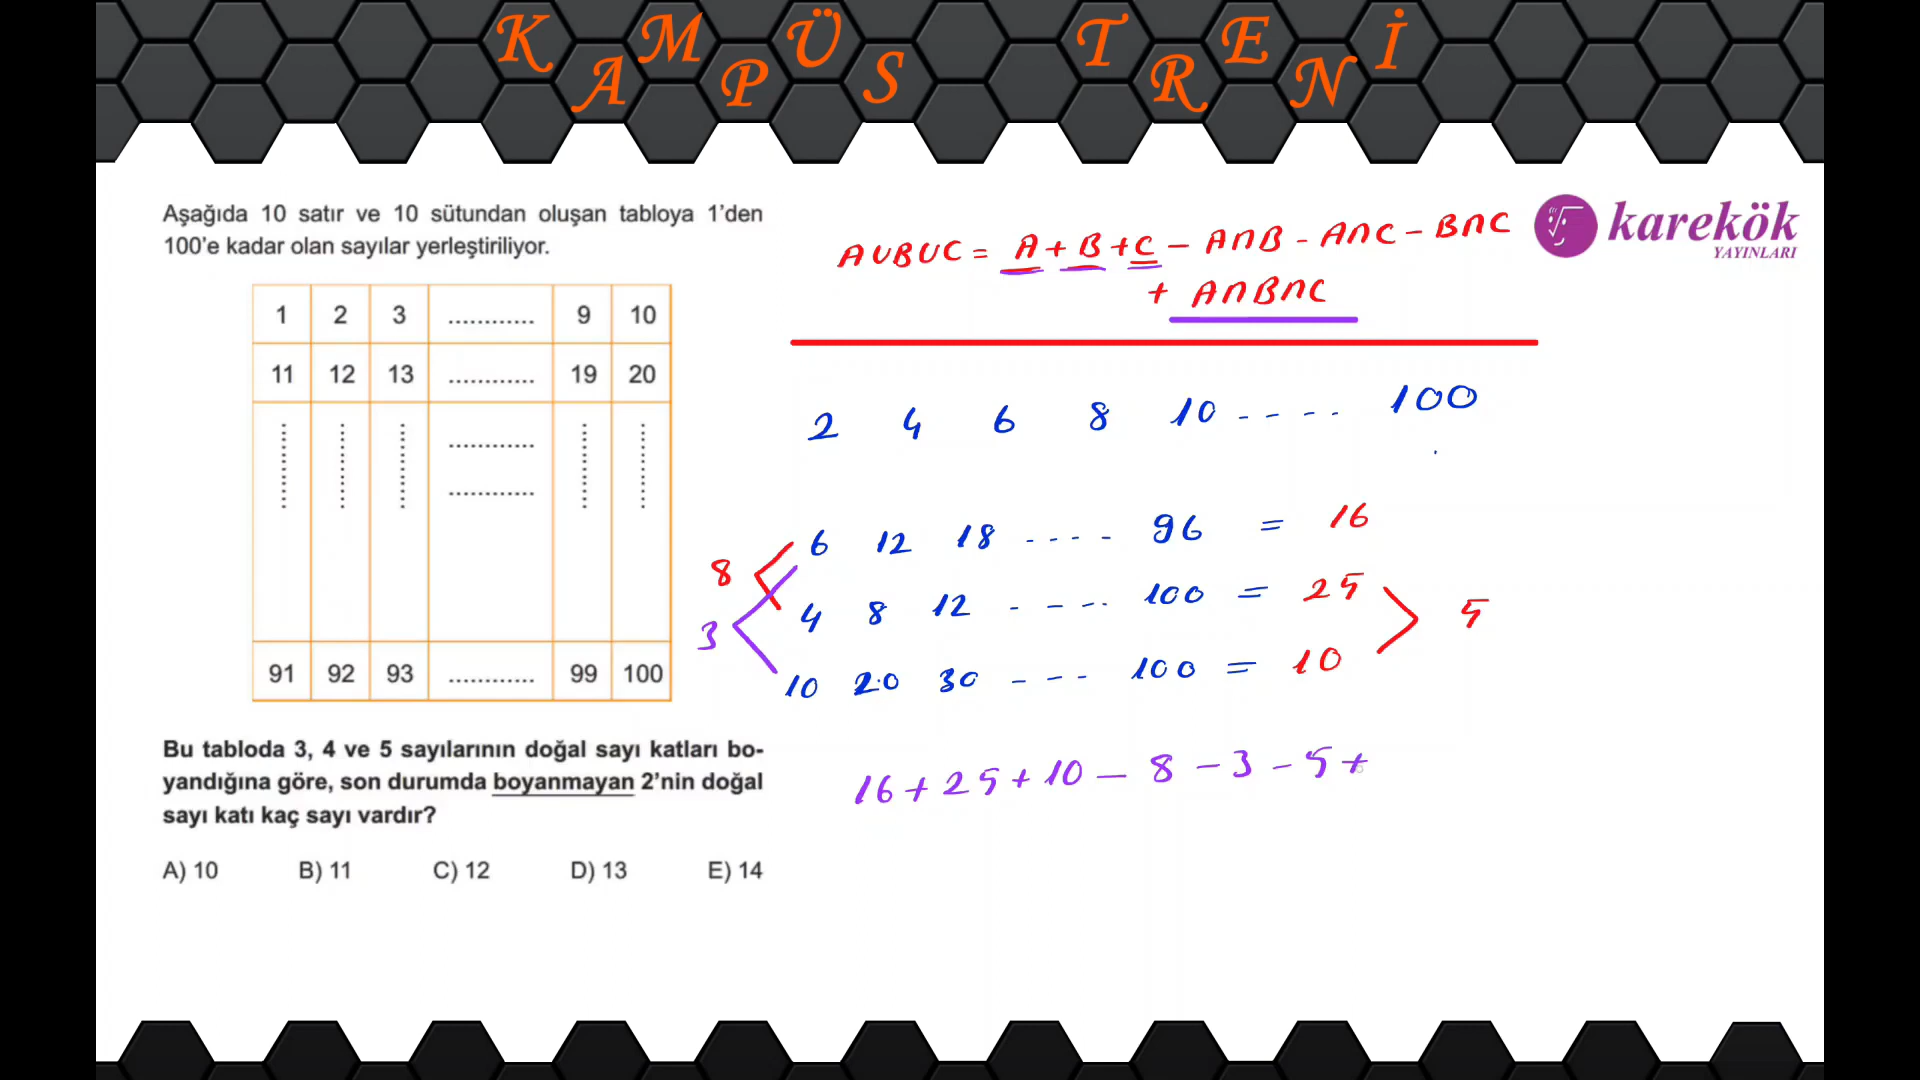 KAMPÜS TRENİ
Aşağıda 10 satır ve 10 sütundan oluşan tabloya 1'den
100'e kadar olan sayılar yerleştiriliyor.
1 2 3 ............ 9 10
11 12 13 ............ 19 20
............
............
91 92 93 ............ 99 100
Bu tabloda 3, 4 ve 5 sayılarının doğal sayı katları bo-
yandığına göre, son durumda boyanmayan 2'nin doğal
sayı katı kaç sayı vardır?
A) 10 B) 11 C) 12 D) 13 E) 14
karekök
YAYINLARI
AUBUC = A + B + C - A∩B - A∩C - B∩C
+ A∩B∩C
2 4 6 8 10 ---- 100
6 12 18 ---- 96 = 16
8
4 8 12 ---- 100 = 25
3
5
10 20 30 ---- 100 = 10
16 + 25 + 10 - 8 - 3 - 5 +